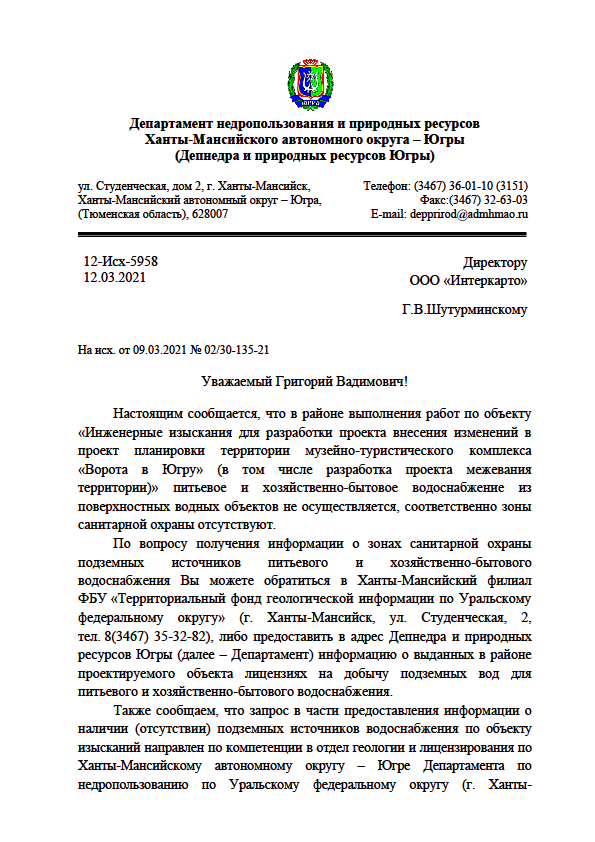 ЮГРА
Департамент недропользования и природных ресурсов
Ханты-Мансийского автономного округа – Югры
(Депнедра и природных ресурсов Югры)
ул. Студенческая, дом 2, г. Ханты-Мансийск,
Ханты-Мансийский автономный округ – Югра,
(Тюменская область), 628007
Телефон: (3467) 36-01-10 (3151)
Факс:(3467) 32-63-03
E-mail: depprirod@admhmao.ru
12-Исх-5958
12.03.2021
Директору
ООО «Интеркарто»
Г.В.Шутурминскому
На исх. от 09.03.2021 № 02/30-135-21
Уважаемый Григорий Вадимович!
Настоящим сообщается, что в районе выполнения работ по объекту
«Инженерные изыскания для разработки проекта внесения изменений в
проект планировки территории музейно-туристического комплекса
«Ворота в Югру» (в том числе разработка проекта межевания
территории)» питьевое и хозяйственно-бытовое водоснабжение из
поверхностных водных объектов не осуществляется, соответственно зоны
санитарной охраны отсутствуют.
По вопросу получения информации о зонах санитарной охраны
подземных источников питьевого и хозяйственно-бытового
водоснабжения Вы можете обратиться в Ханты-Мансийский филиал
ФБУ «Территориальный фонд геологической информации по Уральскому
федеральному округу» (г. Ханты-Мансийск, ул. Студенческая, 2,
тел. 8(3467) 35-32-82), либо предоставить в адрес Депнедра и природных
ресурсов Югры (далее – Департамент) информацию о выданных в районе
проектируемого объекта лицензиях на добычу подземных вод для
питьевого и хозяйственно-бытового водоснабжения.
Также сообщаем, что запрос в части предоставления информации о
наличии (отсутствии) подземных источников водоснабжения по объекту
изысканий направлен по компетенции в отдел геологии и лицензирования по
Ханты-Мансийскому автономному округу – Югре Департамента по
недропользованию по Уральскому федеральному округу (г. Ханты-